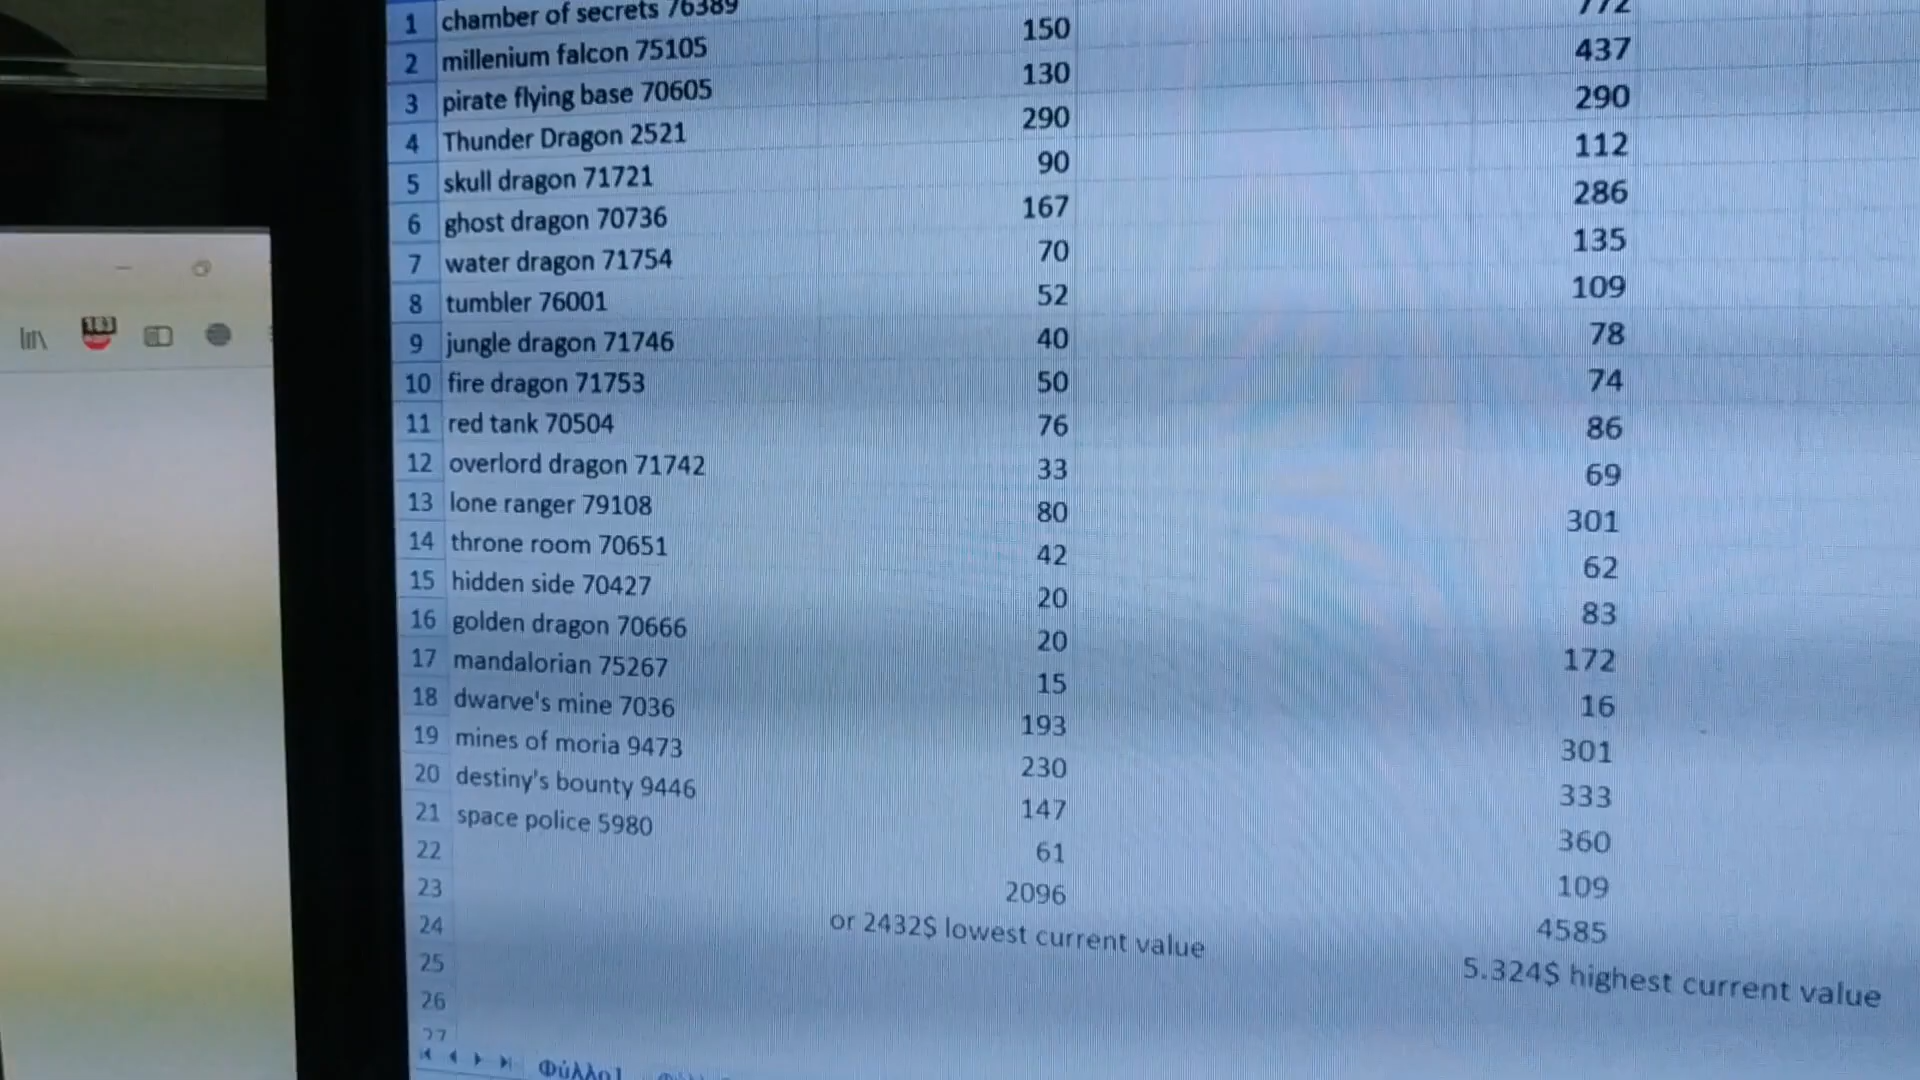 1 chamber of secrets 76389
2 millenium falcon 75105 150 772
3 pirate flying base 70605 130 437
4 Thunder Dragon 2521 290 290
5 skull dragon 71721 90 112
6 ghost dragon 70736 167 286
7 water dragon 71754 70 135
8 tumbler 76001 52 109
9 jungle dragon 71746 40 78
10 fire dragon 71753 50 74
11 red tank 70504 76 86
12 overlord dragon 71742 33 69
13 lone ranger 79108 80 301
14 throne room 70651 42 62
15 hidden side 70427 20 83
16 golden dragon 70666 20 172
17 mandalorian 75267 15 16
18 dwarve's mine 7036 193 301
19 mines of moria 9473 230 333
20 destiny's bounty 9446 147 360
21 space police 5980 61 109
22 2096 4585
23 or 2432$ lowest current value 5.324$ highest current value
24
25
26
27
Φύλλο1